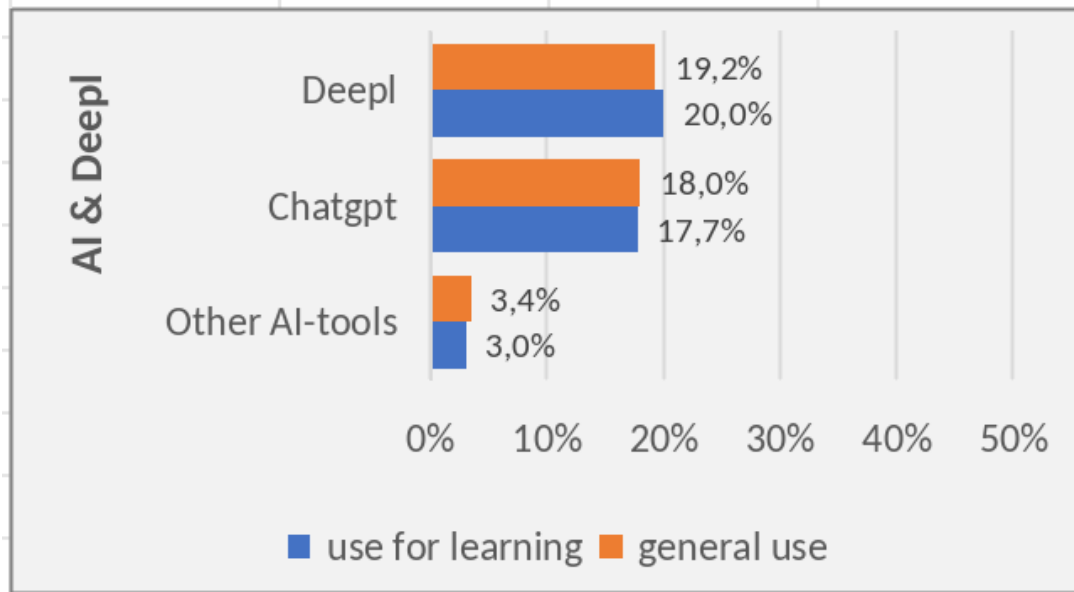 AI & Deepl
Deepl
19,2%
20,0%
Chatgpt
18,0%
17,7%
Other AI-tools
3,4%
3,0%
0% 10% 20% 30% 40% 50%
use for learning general use